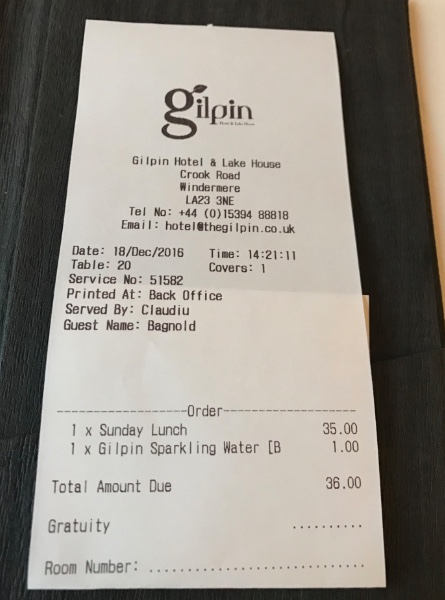 gilpin
Gilpin Hotel & Lake House
Crook Road
Windermere
LA23 3NE
Tel No: +44 (0)15394 88818
Email: hotel@thegilpin.co.uk
Date: 18/Dec/2016 Time: 14:21:11
Table: 20 Covers: 1
Service No: 51582
Printed At: Back Office
Served By: Claudiu
Guest Name: Bagnold
--------------------Order--------------------
1 x Sunday Lunch 35.00
1 x Gilpin Sparkling Water [B 1.00
Total Amount Due 36.00
Gratuity ..........
Room Number: ..............................